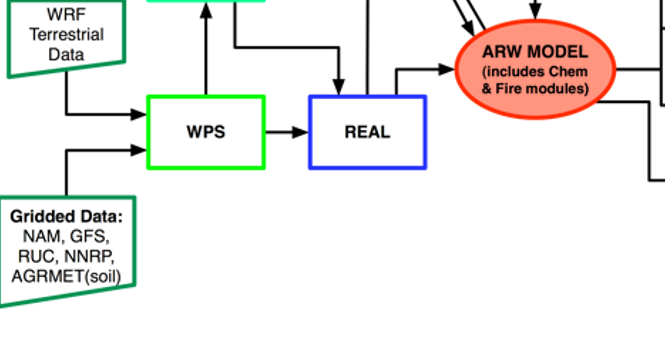 WRF
Terrestrial
Data
ARW MODEL
(includes Chem
& Fire modules)
WPS
REAL
Gridded Data:
NAM, GFS,
RUC, NNRP,
AGRMET(soil)